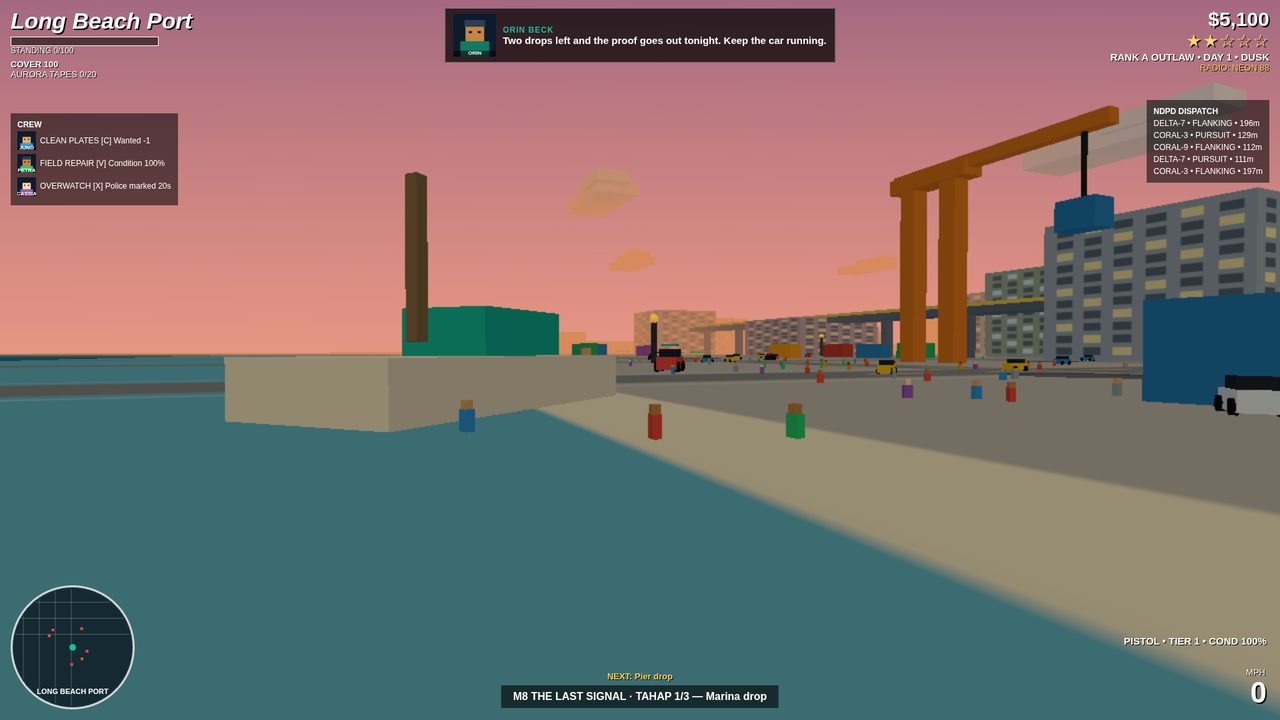 Long Beach Port
STANDING 0/100
COVER 100
AURORA TAPES 0/20
CREW
JUNO
CLEAN PLATES [C] Wanted -1
PETRA
FIELD REPAIR [V] Condition 100%
CASSIA
OVERWATCH [X] Police marked 20s
ORIN
ORIN BECK
Two drops left and the proof goes out tonight. Keep the car running.
$5,100
★★☆☆☆
RANK A OUTLAW • DAY 1 • DUSK
RADIO: NEON 88
NDPD DISPATCH
DELTA-7 • FLANKING • 196m
CORAL-3 • PURSUIT • 129m
CORAL-9 • FLANKING • 112m
DELTA-7 • PURSUIT • 111m
CORAL-3 • FLANKING • 197m
LONG BEACH PORT
NEXT: Pier drop
M8 THE LAST SIGNAL · TAHAP 1/3 — Marina drop
PISTOL • TIER 1 • COND 100%
MPH
0